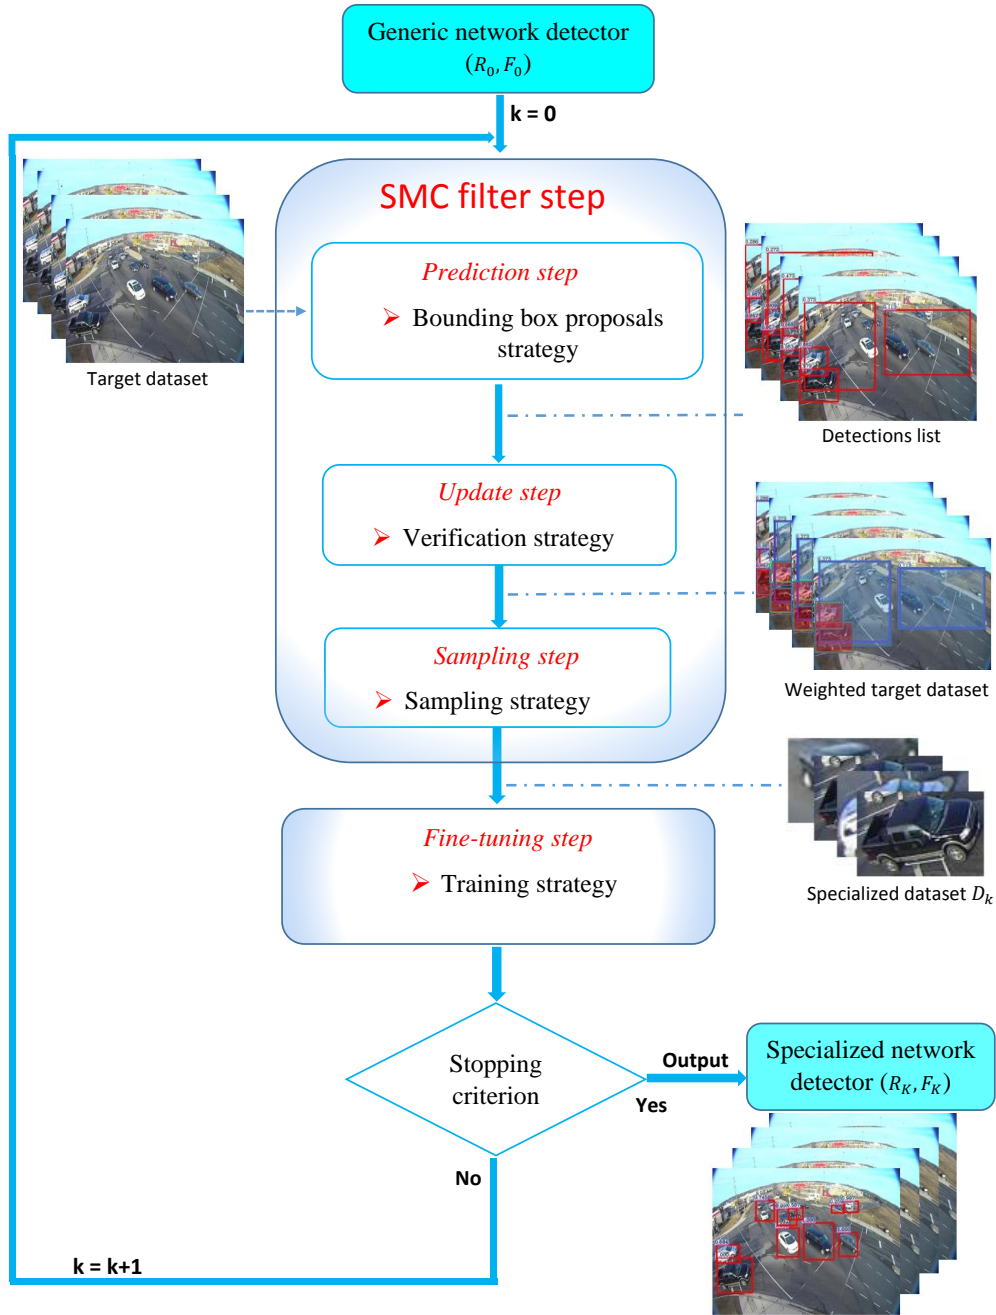 Generic network detector
(R₀, F₀)
k = 0
SMC filter step
Prediction step
➢ Bounding box proposals
strategy
Target dataset
Detections list
Update step
➢ Verification strategy
Sampling step
➢ Sampling strategy
Weighted target dataset
Fine-tuning step
➢ Training strategy
Specialized dataset Dₖ
Stopping
criterion
Output
Yes
Specialized network
detector (R_K, F_K)
No
k = k+1